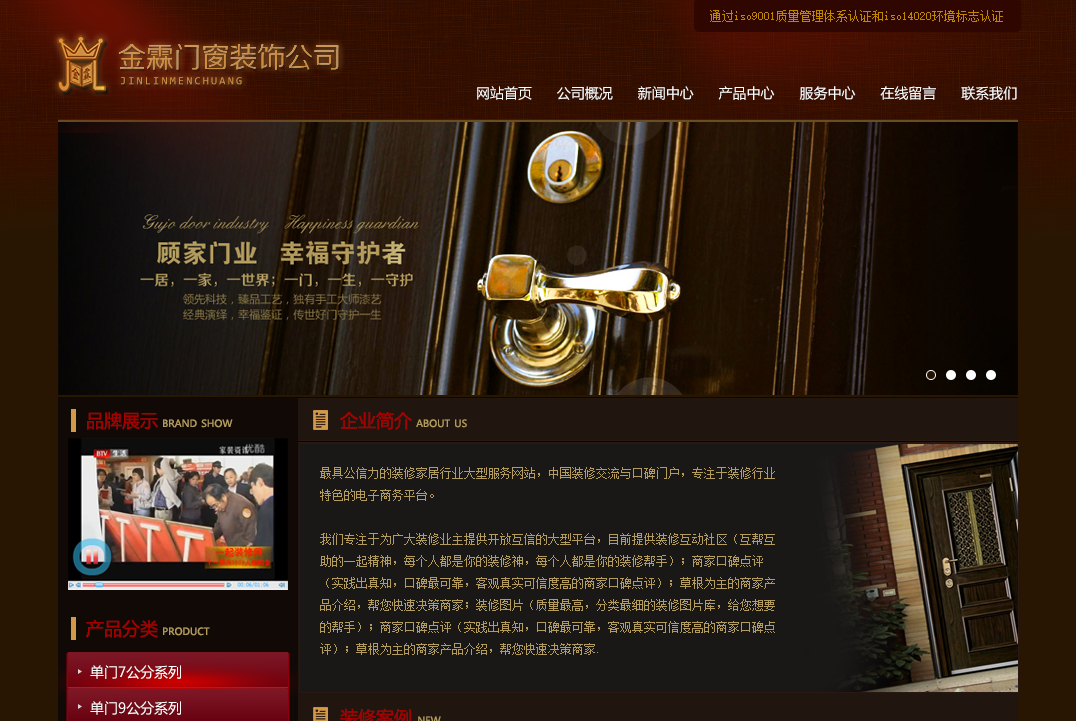 通过iso9001质量管理体系认证和iso14020环境标志认证
金霖门窗装饰公司
JINLINMENCHUANG
网站首页 公司概况 新闻中心 产品中心 服务中心 在线留言 联系我们
Gujo door industry Happiness guardian
顾家门业 幸福守护者
一居，一家，一世界；一门，一生，一守护
领先科技，臻品工艺，独有手工大师漆艺
经典演绎，幸福鉴证，传世好门守护一生
品牌展示 BRAND SHOW
BTV 生活
产品分类 PRODUCT
单门7公分系列
单门9公分系列
企业简介 ABOUT US
最具公信力的装修家居行业大型服务网站，中国装修交流与口碑门户，专注于装修行业
特色的电子商务平台。
我们专注于为广大装修业主提供开放互信的大型平台，目前提供装修互动社区（互帮互
助的一起精神，每个人都是你的装修神，每个人都是你的装修帮手）；商家口碑点评
（实践出真知，口碑最可靠，客观真实可信度高的商家口碑点评）；草根为主的商家产
品介绍，帮您快速决策商家；装修图片（质量最高，分类最细的装修图片库，给您想要
的帮手）；商家口碑点评（实践出真知，口碑最可靠，客观真实可信度高的商家口碑点
评）；草根为主的商家产品介绍，帮您快速决策商家.
装修案例 NEW